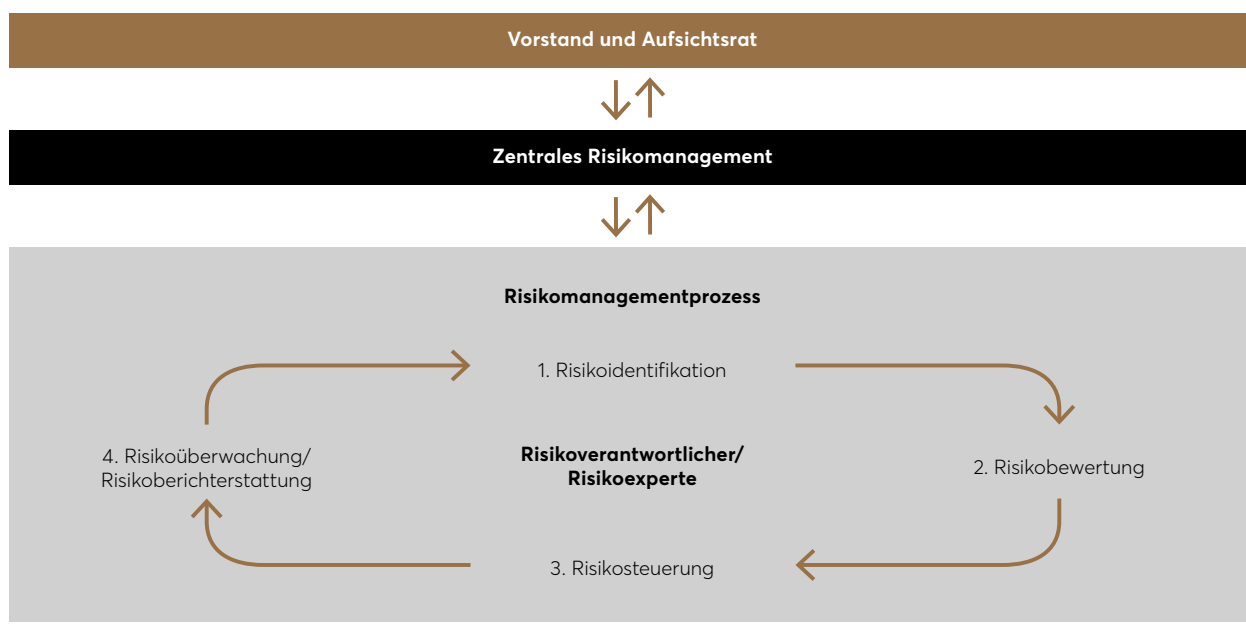 Vorstand und Aufsichtsrat
Zentrales Risikomanagement
Risikomanagementprozess
1. Risikoidentifikation
4. Risikoüberwachung/
Risikoberichterstattung
Risikoverantwortlicher/
Risikoexperte
2. Risikobewertung
3. Risikosteuerung